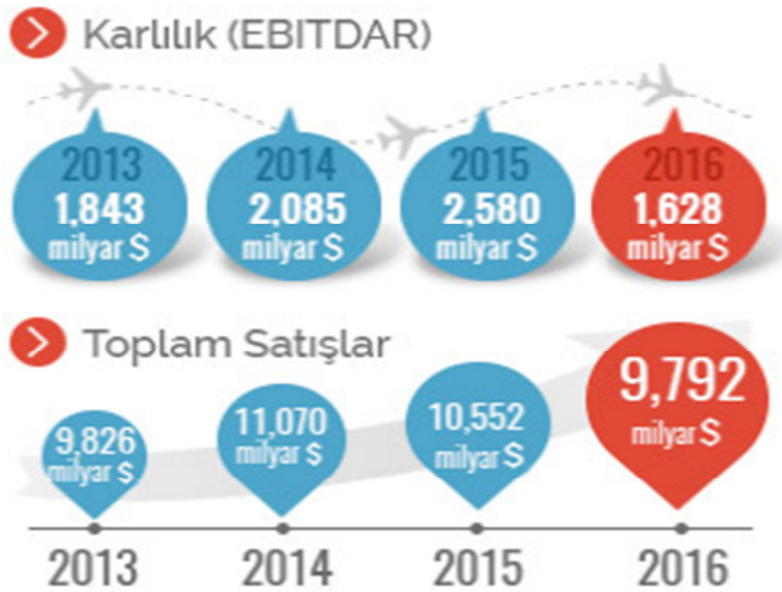 Karlılık (EBITDAR)
2013 2014 2015 2016
1,843 2,085 2,580 1,628
milyar $ milyar $ milyar $ milyar $
Toplam Satışlar
9,826 11,070 10,552 9,792
milyar $ milyar $ milyar $ milyar $
2013 2014 2015 2016